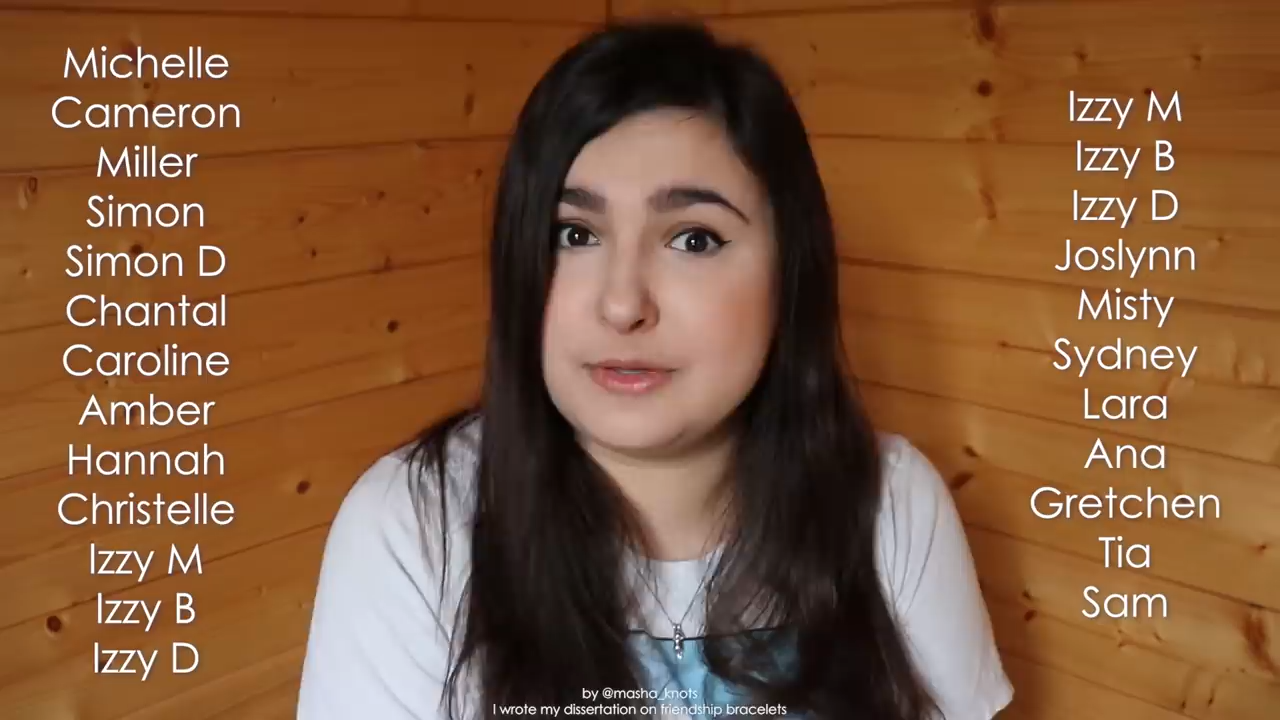 Michelle
Cameron
Miller
Simon
Simon D
Chantal
Caroline
Amber
Hannah
Christelle
Izzy M
Izzy B
Izzy D
Izzy M
Izzy B
Izzy D
Joslynn
Misty
Sydney
Lara
Ana
Gretchen
Tia
Sam
by @masha_knots
I wrote my dissertation on friendship bracelets